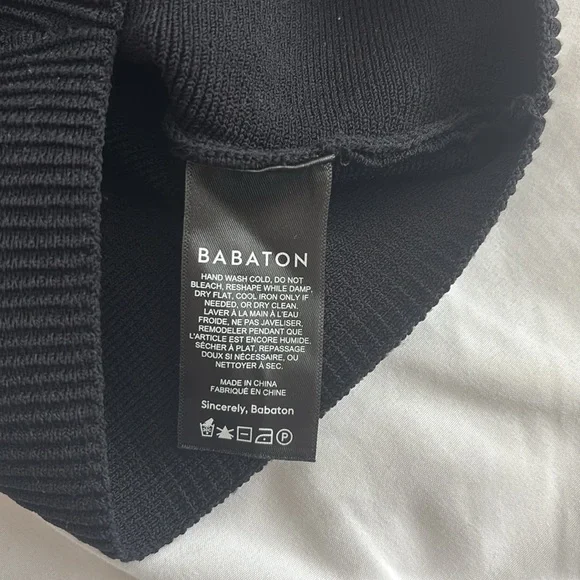 BABATON
HAND WASH COLD, DO NOT
BLEACH, RESHAPE WHILE DAMP,
DRY FLAT, COOL IRON ONLY IF
NEEDED, OR DRY CLEAN.
LAVER À LA MAIN À L'EAU
FROIDE, NE PAS JAVELISER,
REMODELER PENDANT QUE
L'ARTICLE EST ENCORE HUMIDE.
SÉCHER À PLAT, REPASSAGE
DOUX SI NÉCESSAIRE, OU
NETTOYER À SEC.
MADE IN CHINA
FABRIQUÉ EN CHINE
Sincerely, Babaton
P